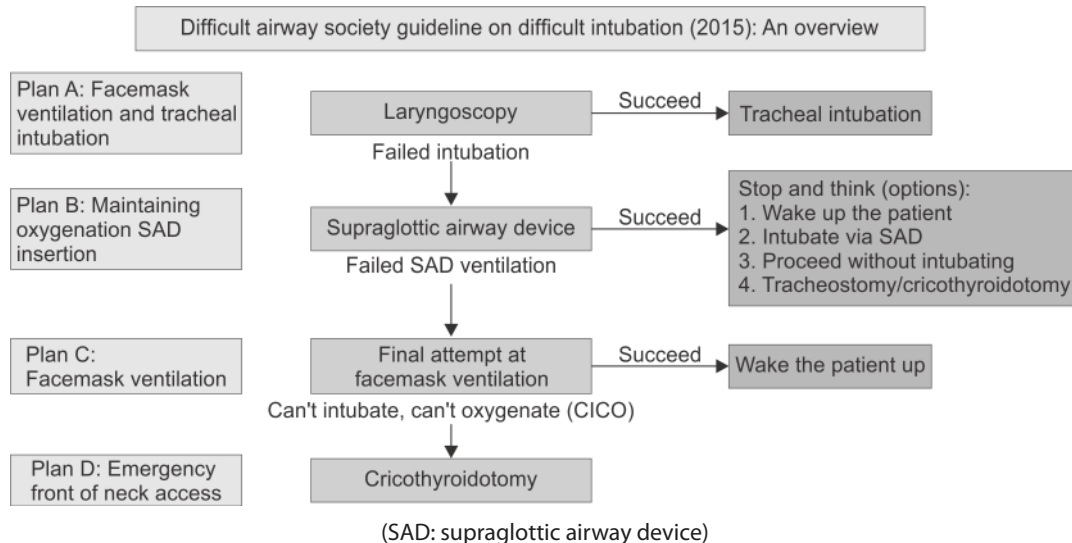 Difficult airway society guideline on difficult intubation (2015): An overview
Plan A: Facemask
ventilation and tracheal
intubation
Laryngoscopy
Succeed
Tracheal intubation
Failed intubation
Plan B: Maintaining
oxygenation SAD
insertion
Supraglottic airway device
Succeed
Stop and think (options):
1. Wake up the patient
2. Intubate via SAD
3. Proceed without intubating
4. Tracheostomy/cricothyroidotomy
Failed SAD ventilation
Plan C:
Facemask ventilation
Final attempt at
facemask ventilation
Succeed
Wake the patient up
Can't intubate, can't oxygenate (CICO)
Plan D: Emergency
front of neck access
Cricothyroidotomy
(SAD: supraglottic airway device)